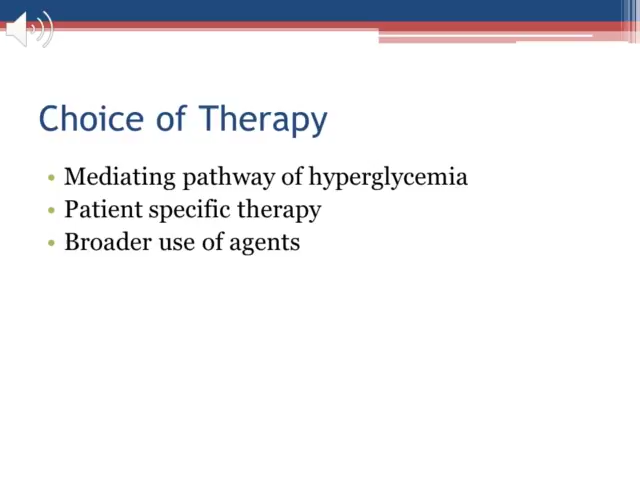 Choice of Therapy
• Mediating pathway of hyperglycemia
• Patient specific therapy
• Broader use of agents